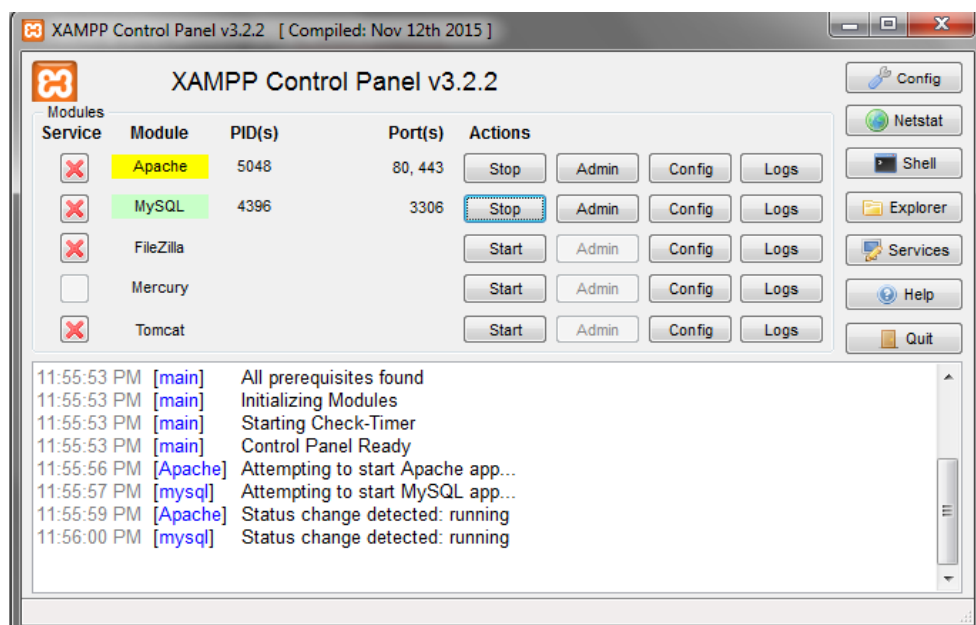 XAMPP Control Panel v3.2.2 [ Compiled: Nov 12th 2015 ]
XAMPP Control Panel v3.2.2
Config
Modules
Service Module PID(s) Port(s) Actions
Netstat
Apache 5048 80, 443 Stop Admin Config Logs
Shell
MySQL 4396 3306 Stop Admin Config Logs
Explorer
FileZilla Start Admin Config Logs
Services
Mercury Start Admin Config Logs
Help
Tomcat Start Admin Config Logs
Quit
11:55:53 PM [main] All prerequisites found
11:55:53 PM [main] Initializing Modules
11:55:53 PM [main] Starting Check-Timer
11:55:53 PM [main] Control Panel Ready
11:55:56 PM [Apache] Attempting to start Apache app...
11:55:57 PM [mysql] Attempting to start MySQL app...
11:55:59 PM [Apache] Status change detected: running
11:56:00 PM [mysql] Status change detected: running